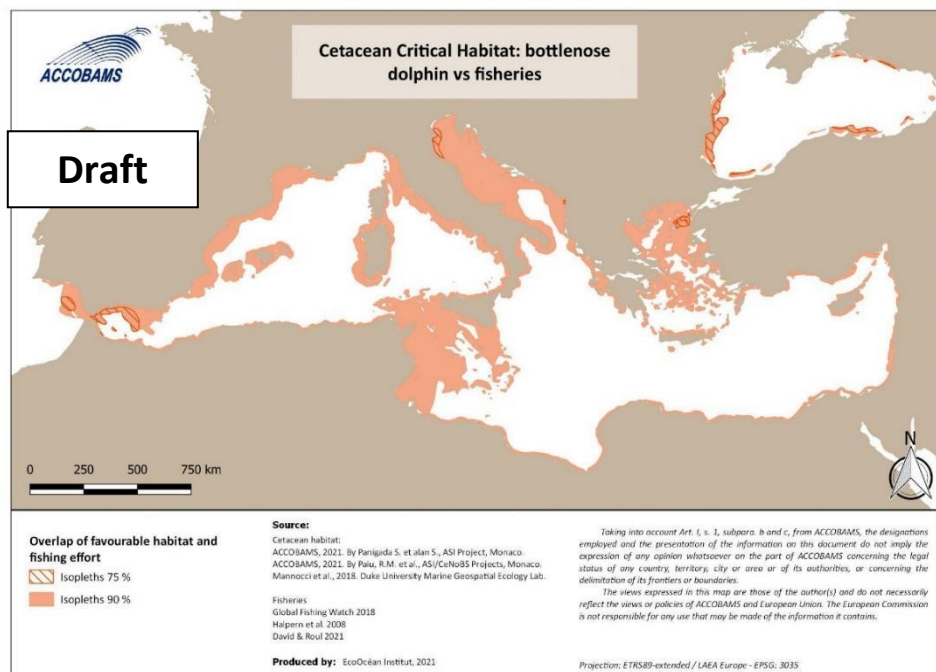 ACCOBAMS
Cetacean Critical Habitat: bottlenose
dolphin vs fisheries
Draft
N
0 250 500 750 km
Overlap of favourable habitat and
fishing effort
Isopleths 75 %
Isopleths 90 %
Source:
Cetacean habitat:
ACCOBAMS, 2021. By Panigada S. et alan S., ASI Project, Monaco.
ACCOBAMS, 2021. By Paiu, R.M. et al., ASI/CeNoBS Projects, Monaco.
Mannocci et al., 2018. Duke University Marine Geospatial Ecology Lab.
Fisheries
Global Fishing Watch 2018
Halpern et al. 2008
David & Roul 2021
Produced by: EcoOcéan Institut, 2021
Taking into account Art. I, s. 1, subpara. b and c, from ACCOBAMS, the designations
employed and the presentation of the information on this document do not imply the
expression of any opinion whatsoever on the part of ACCOBAMS concerning the legal
status of any country, territory, city or area or of its authorities, or concerning the
delimitation of its frontiers or boundaries.
The views expressed in this map are those of the author(s) and do not necessarily
reflect the views or policies of ACCOBAMS and European Union. The European Commission
is not responsible for any use that may be made of the information it contains.
Projection: ETRS89-extended / LAEA Europe - EPSG: 3035